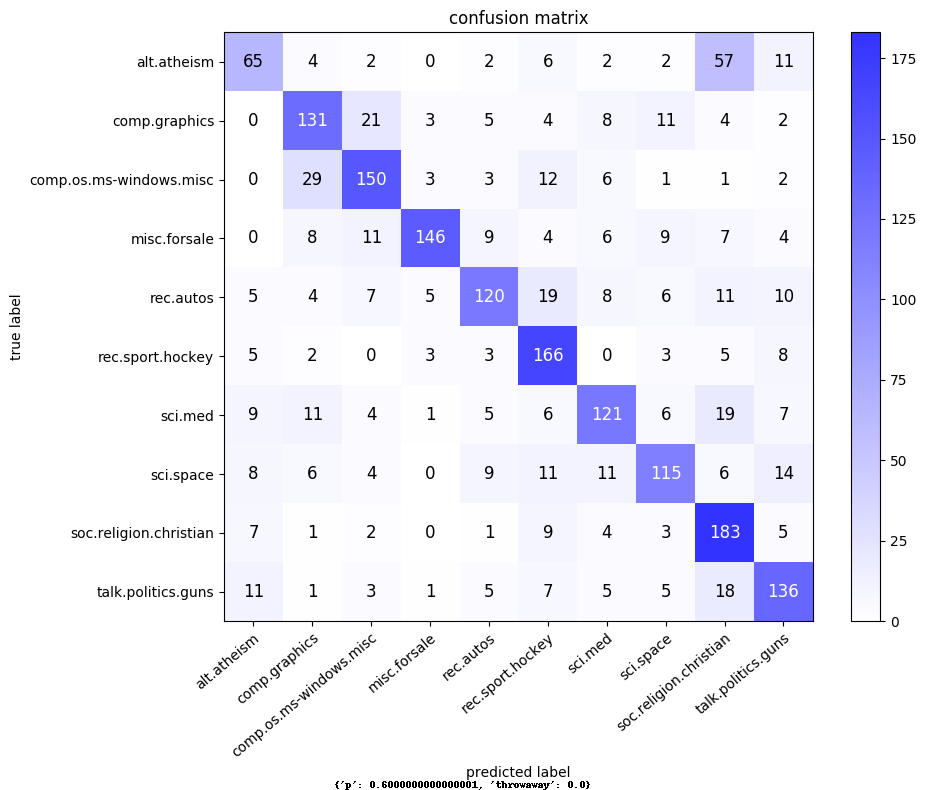 confusion matrix
true label
alt.atheism 65 4 2 0 2 6 2 2 57 11
comp.graphics 0 131 21 3 5 4 8 11 4 2
comp.os.ms-windows.misc 0 29 150 3 3 12 6 1 1 2
misc.forsale 0 8 11 146 9 4 6 9 7 4
rec.autos 5 4 7 5 120 19 8 6 11 10
rec.sport.hockey 5 2 0 3 3 166 0 3 5 8
sci.med 9 11 4 1 5 6 121 6 19 7
sci.space 8 6 4 0 9 11 11 115 6 14
soc.religion.christian 7 1 2 0 1 9 4 3 183 5
talk.politics.guns 11 1 3 1 5 7 5 5 18 136
alt.atheism
comp.graphics
comp.os.ms-windows.misc
misc.forsale
rec.autos
rec.sport.hockey
sci.med
sci.space
soc.religion.christian
talk.politics.guns
predicted label
{'p': 0.6000000000000001, 'throwaway': 0.0}
175
150
125
100
75
50
25
0